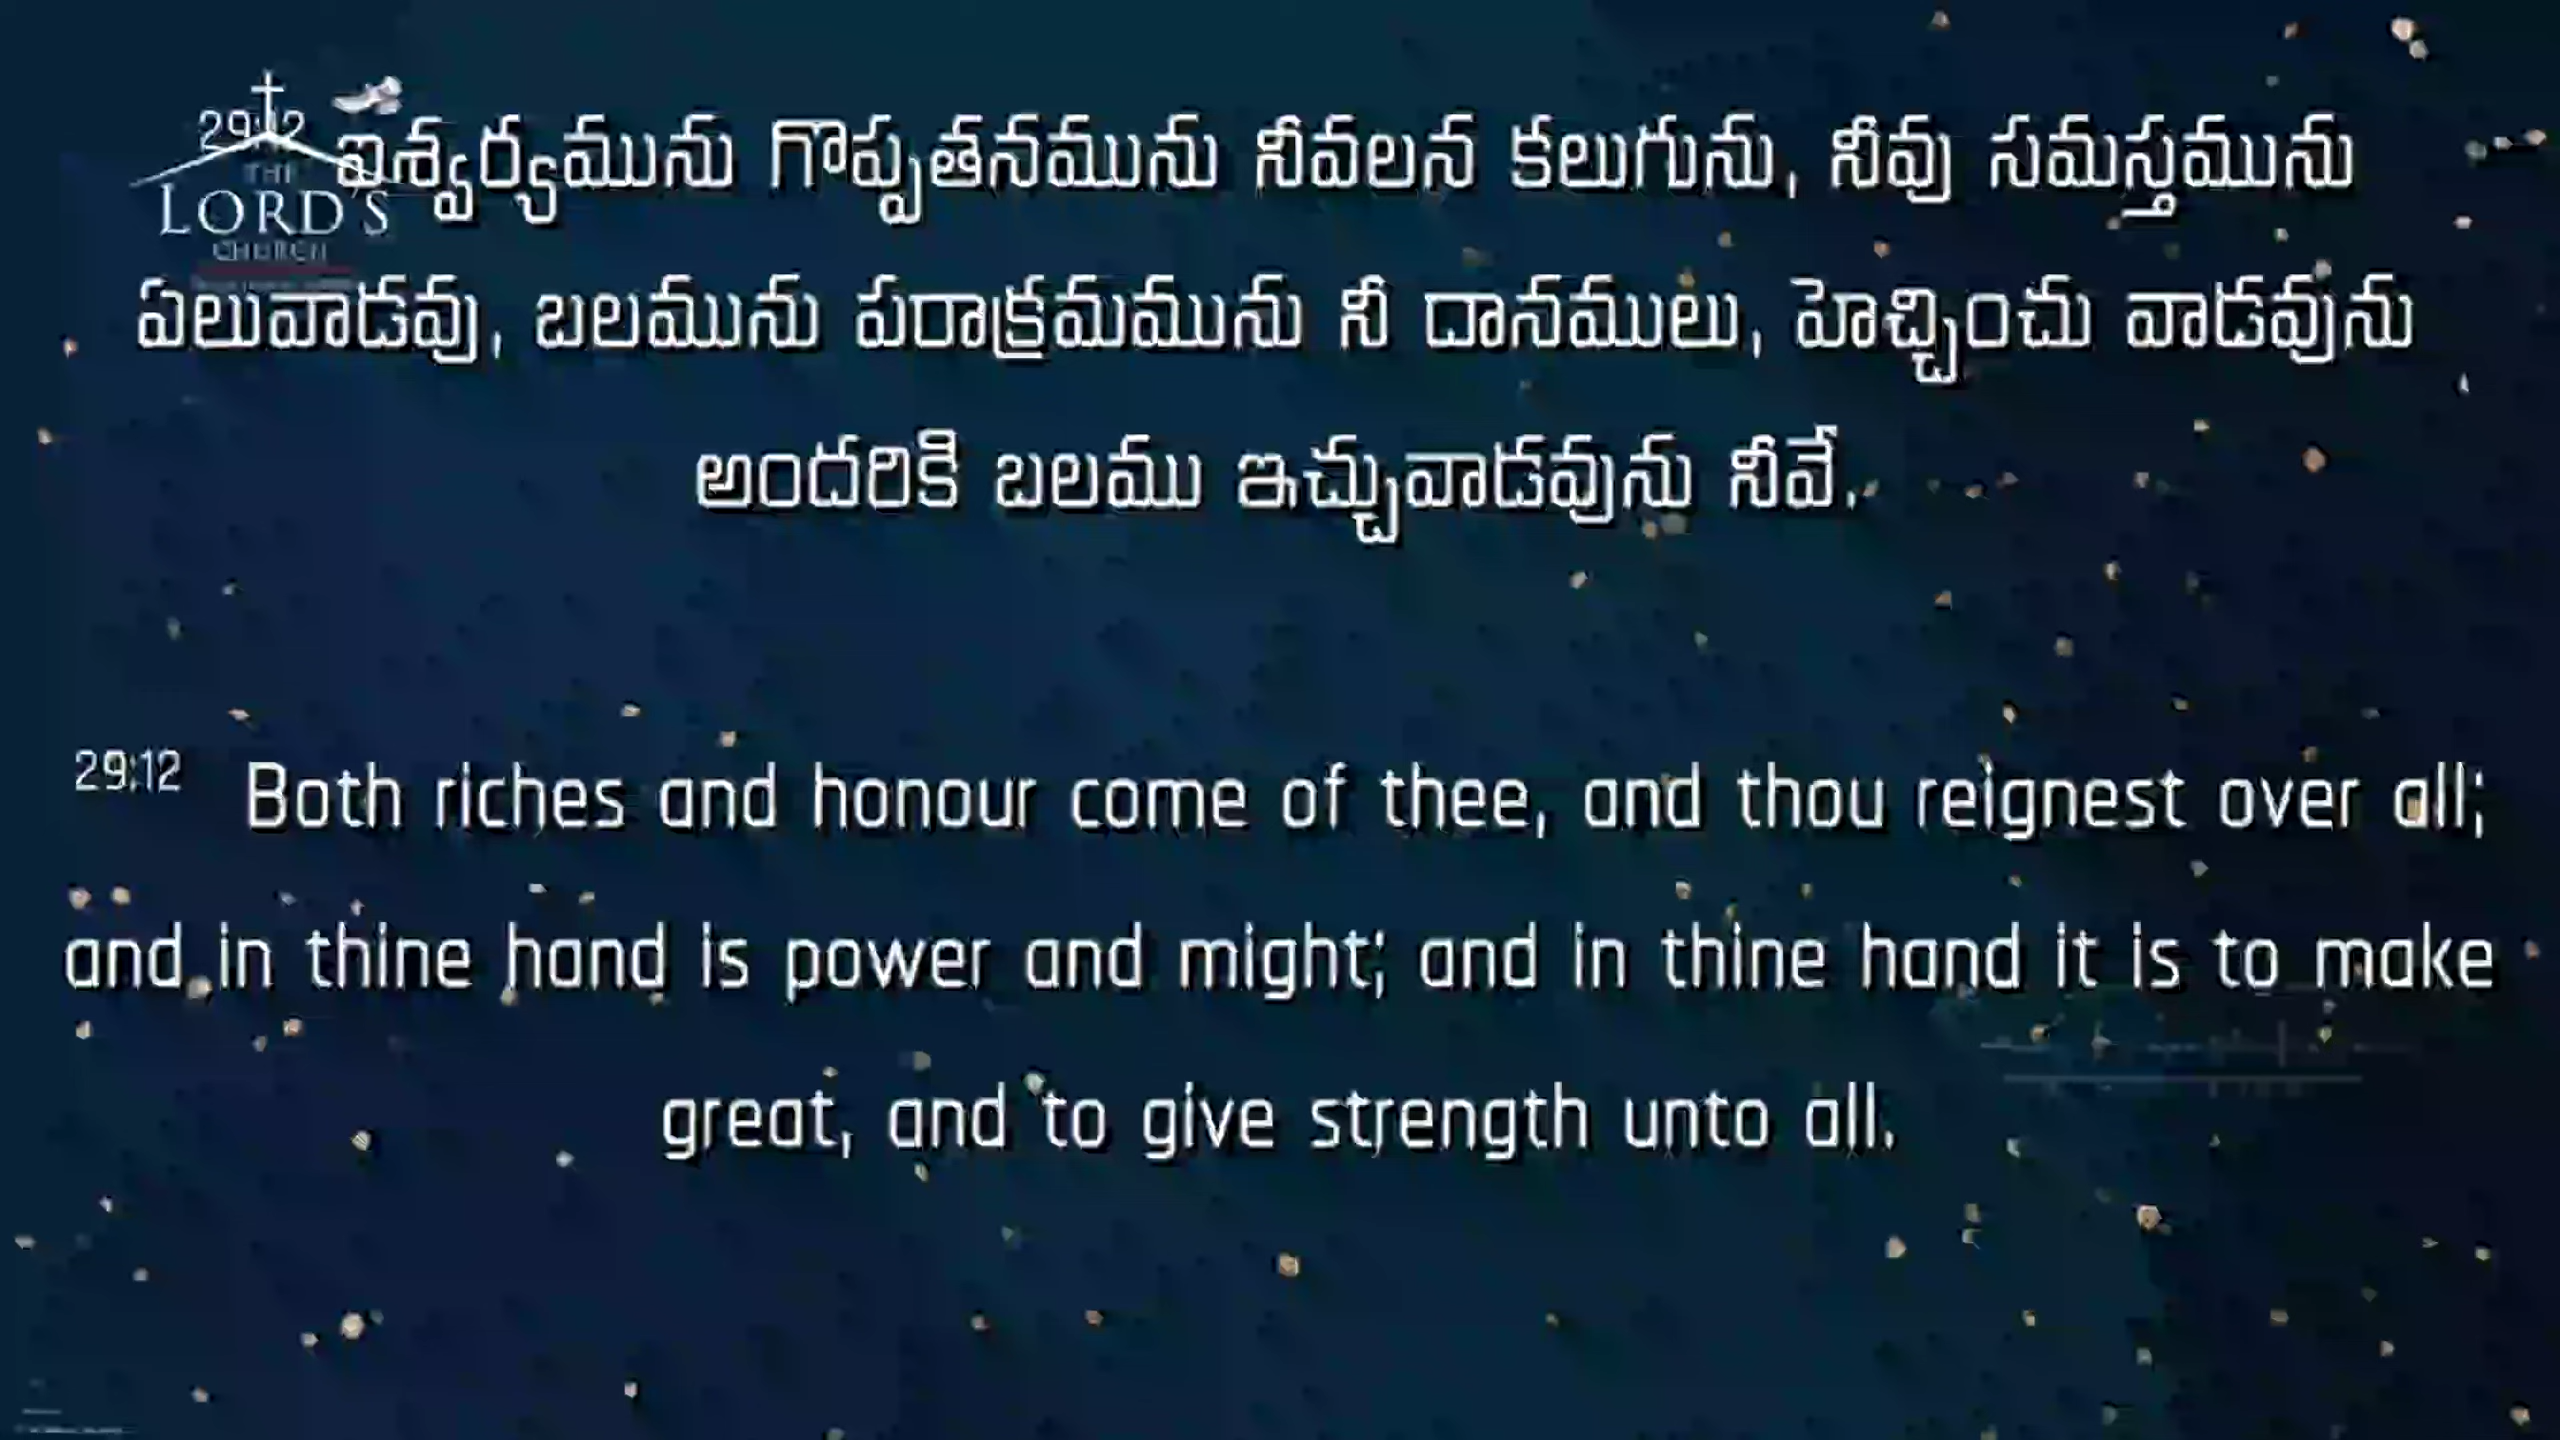 THE
LORD'S
CHURCH
29:12 ఐశ్వర్యమును గొప్పతనమును నీవలన కలుగును, నీవు సమస్తమును
ఏలువాడవు, బలమును పరాక్రమమును నీ దానములు, హెచ్చించు వాడవును
అందరికి బలము ఇచ్చువాడవును నీవే.
29:12 Both riches and honour come of thee, and thou reignest over all;
and in thine hand is power and might; and in thine hand it is to make
great, and to give strength unto all.